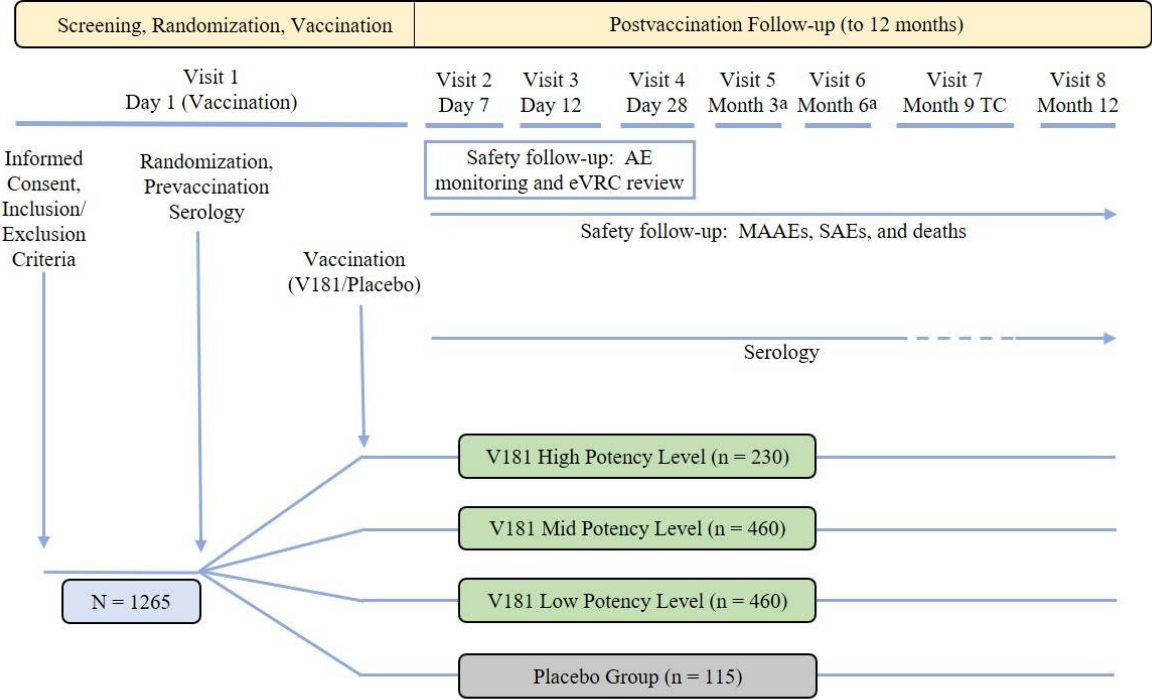 Screening, Randomization, Vaccination
Postvaccination Follow-up (to 12 months)
Visit 1
Day 1 (Vaccination)
Visit 2
Day 7
Visit 3
Day 12
Visit 4
Day 28
Visit 5
Month 3a
Visit 6
Month 6a
Visit 7
Month 9 TC
Visit 8
Month 12
Informed
Consent,
Inclusion/
Exclusion
Criteria
Randomization,
Prevaccination
Serology
Vaccination
(V181/Placebo)
Safety follow-up: AE
monitoring and eVRC review
Safety follow-up: MAAEs, SAEs, and deaths
Serology
V181 High Potency Level (n = 230)
V181 Mid Potency Level (n = 460)
N = 1265
V181 Low Potency Level (n = 460)
Placebo Group (n = 115)